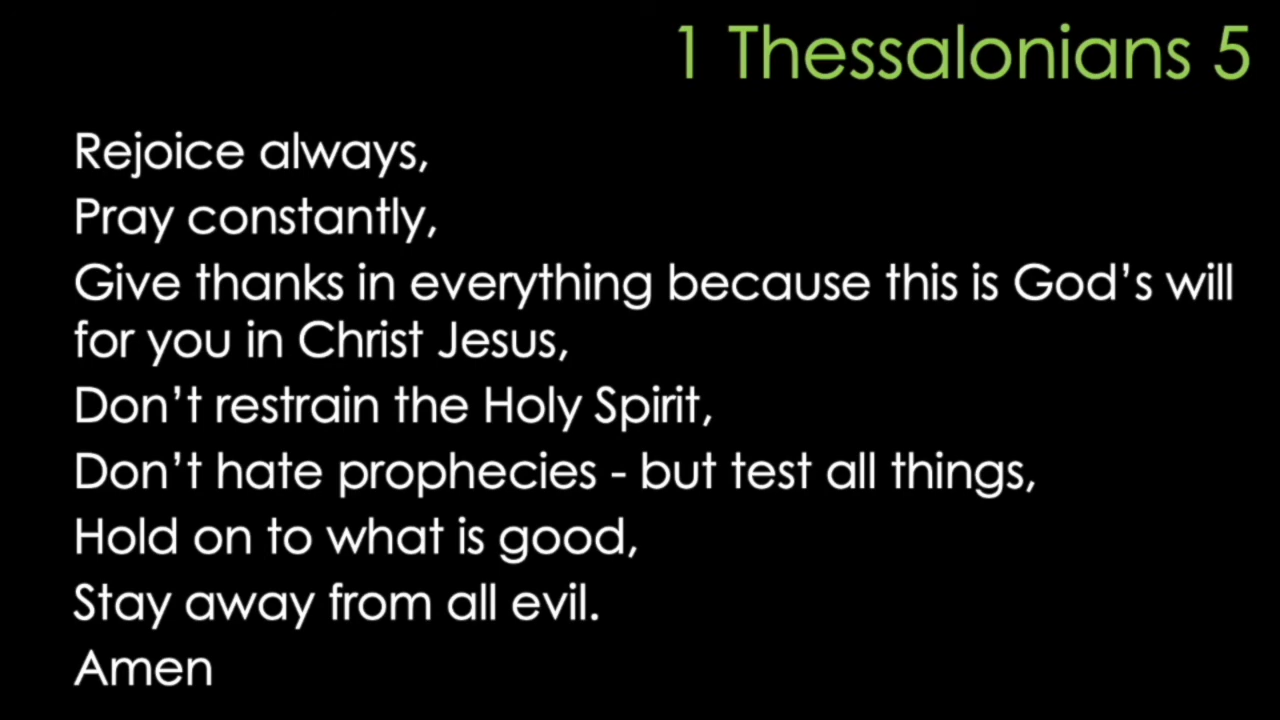 1 Thessalonians 5
Rejoice always,
Pray constantly,
Give thanks in everything because this is God’s will
for you in Christ Jesus,
Don’t restrain the Holy Spirit,
Don’t hate prophecies - but test all things,
Hold on to what is good,
Stay away from all evil.
Amen